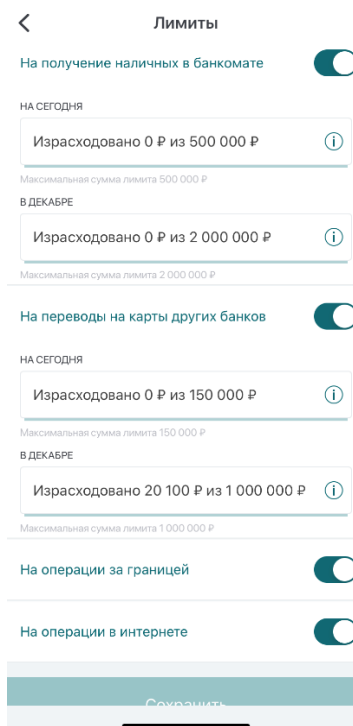 Лимиты
На получение наличных в банкомате
НА СЕГОДНЯ
Израсходовано 0 ₽ из 500 000 ₽
Максимальная сумма лимита 500 000 ₽
В ДЕКАБРЕ
Израсходовано 0 ₽ из 2 000 000 ₽
Максимальная сумма лимита 2 000 000 ₽
На переводы на карты других банков
НА СЕГОДНЯ
Израсходовано 0 ₽ из 150 000 ₽
Максимальная сумма лимита 150 000 ₽
В ДЕКАБРЕ
Израсходовано 20 100 ₽ из 1 000 000 ₽
Максимальная сумма лимита 1 000 000 ₽
На операции за границей
На операции в интернете
Сохранить